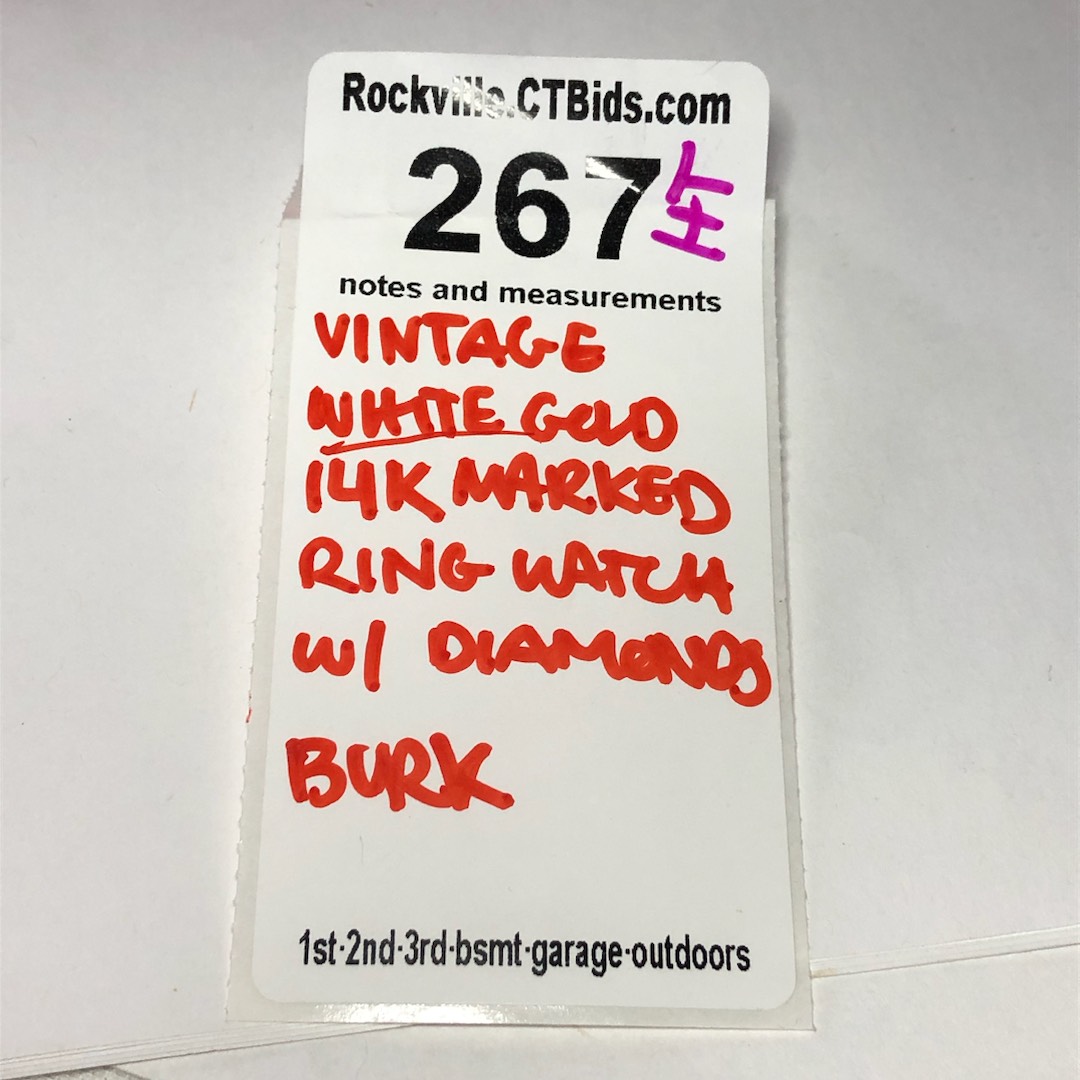 Rockville.CTBids.com
267
notes and measurements
VINTAGE
WHITE GOLD
14K MARKED
RING WATCH
W/ DIAMONDS
BURK
1st·2nd·3rd·bsmt·garage·outdoors